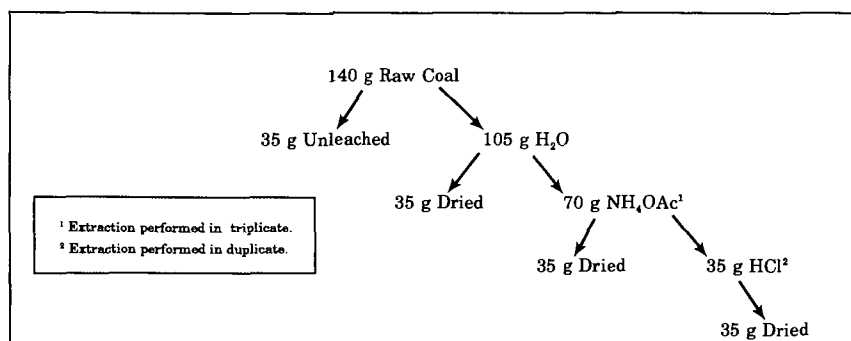 140 g Raw Coal
35 g Unleached
105 g H₂O
35 g Dried
70 g NH₄OAc¹
¹ Extraction performed in triplicate.
² Extraction performed in duplicate.
35 g Dried
35 g HCl²
35 g Dried